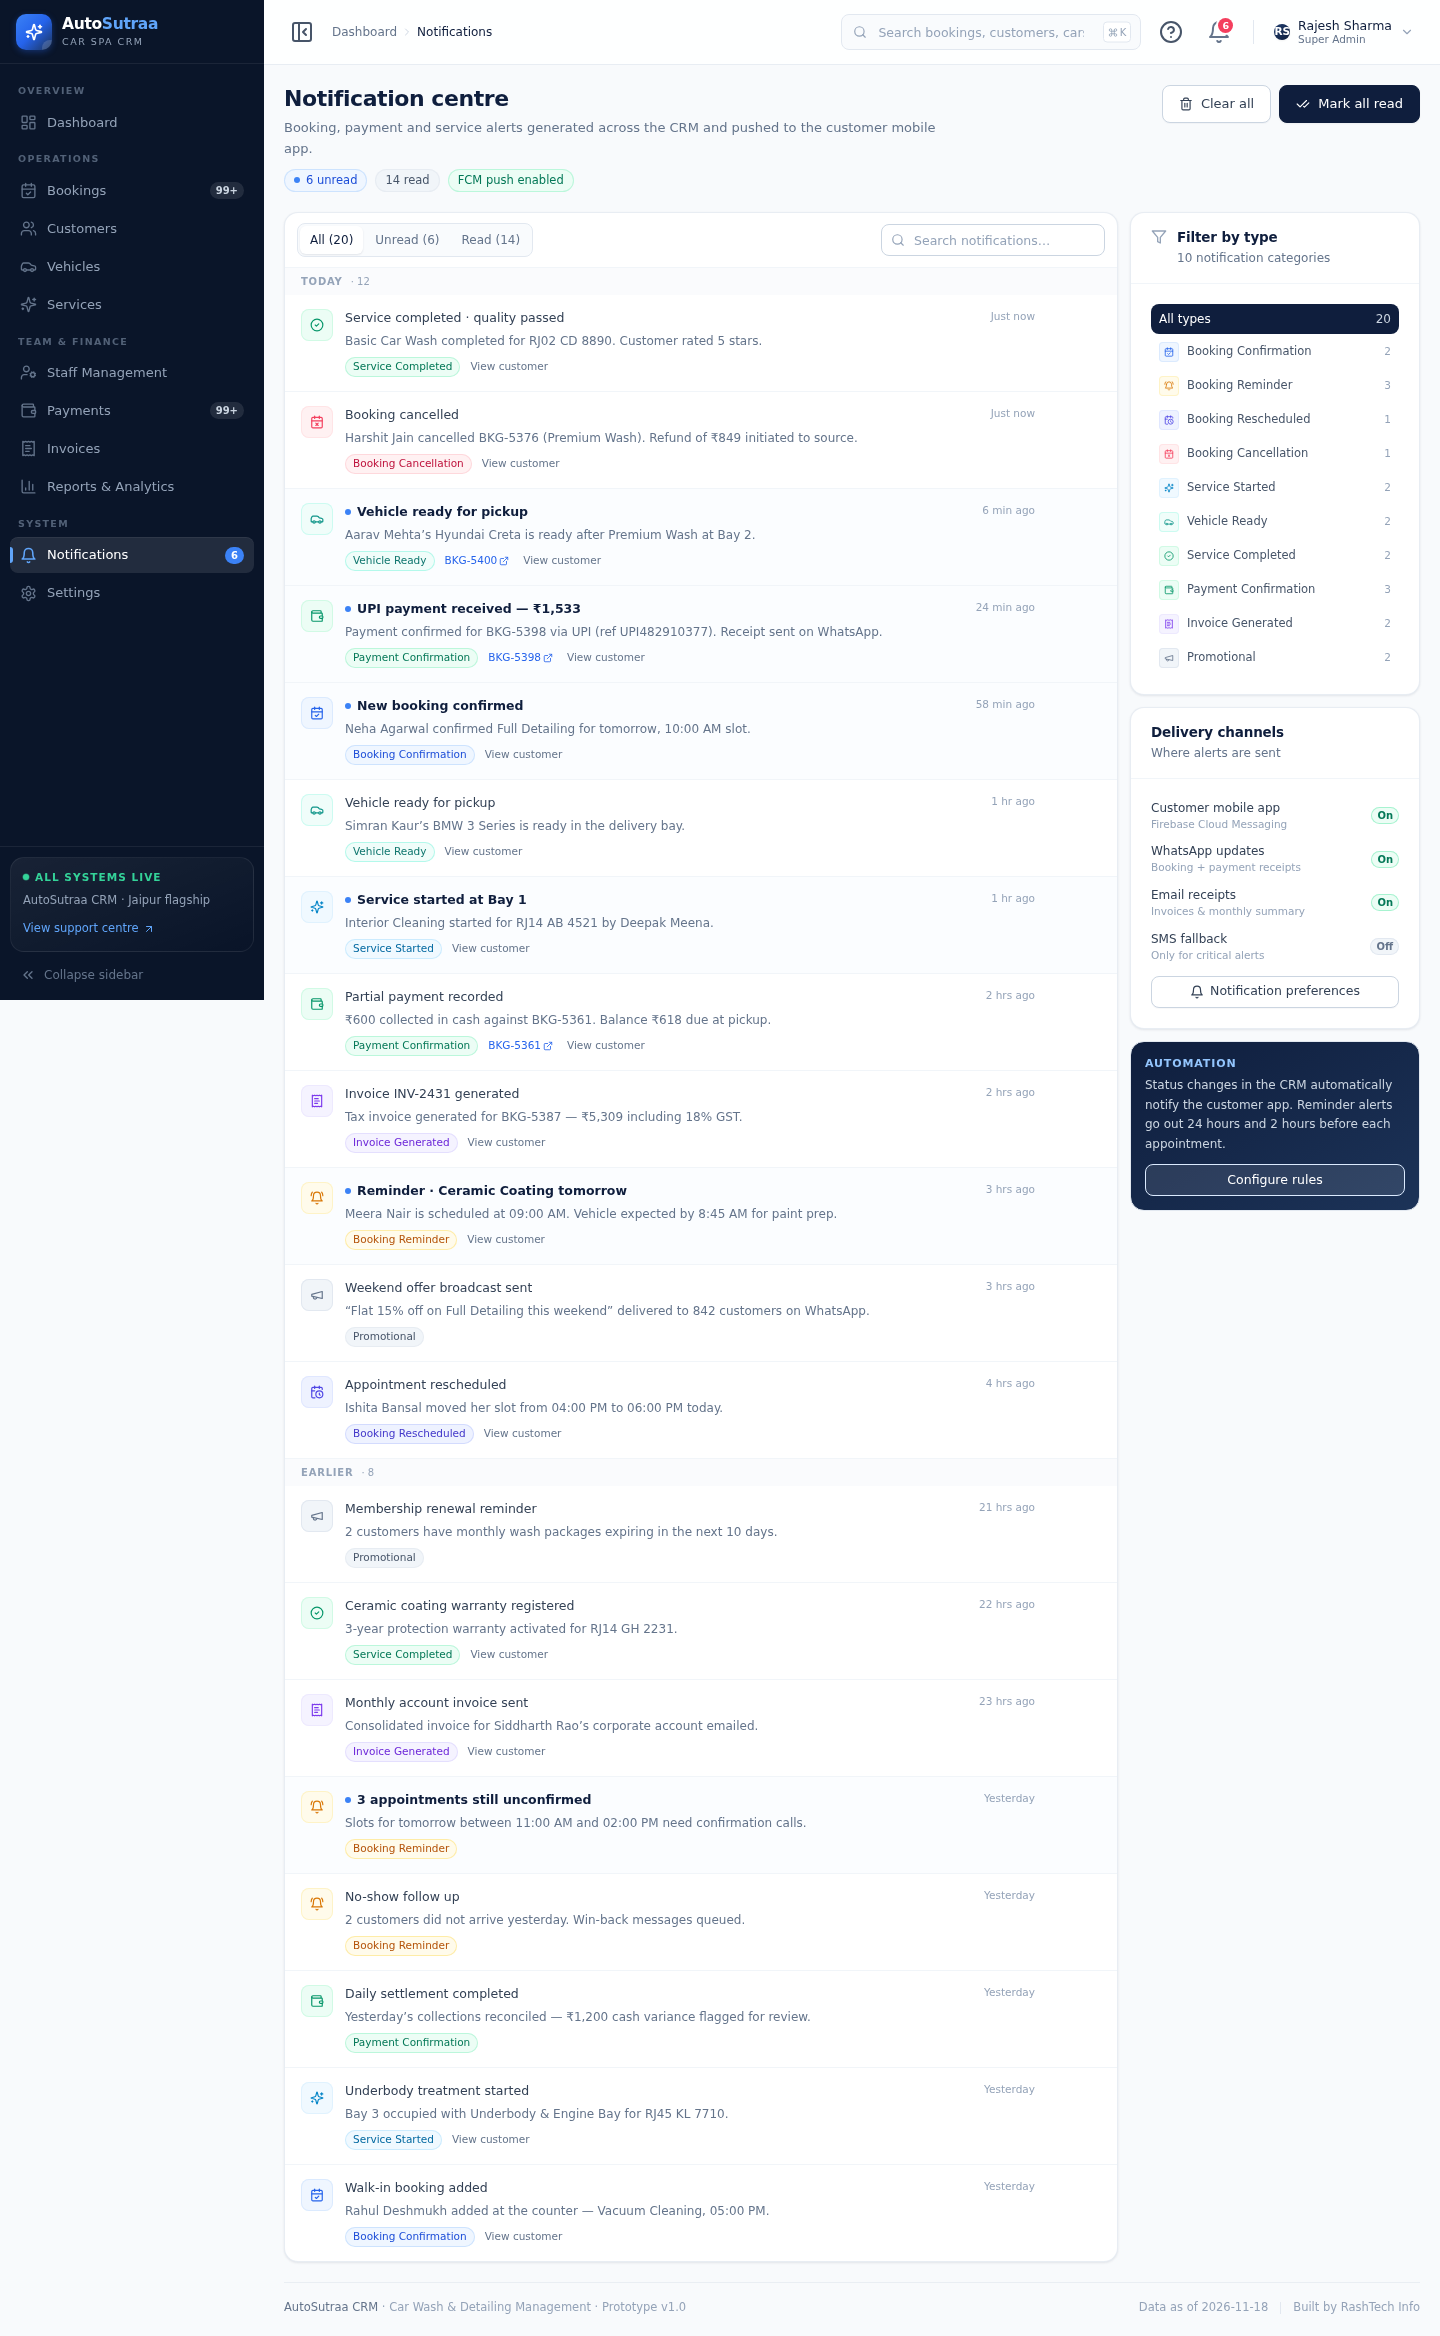 AutoSutraa
CAR SPA CRM
OVERVIEW
Dashboard
OPERATIONS
Bookings 99+
Customers
Vehicles
Services
TEAM & FINANCE
Staff Management
Payments 99+
Invoices
Reports & Analytics
SYSTEM
Notifications 6
Settings
ALL SYSTEMS LIVE
AutoSutraa CRM · Jaipur flagship
View support centre
Collapse sidebar
Dashboard Notifications
Search bookings, customers, cars
⌘K
6
RS
Rajesh Sharma
Super Admin
Notification centre
Booking, payment and service alerts generated across the CRM and pushed to the customer mobile
app.
6 unread 14 read FCM push enabled
Clear all Mark all read
All (20) Unread (6) Read (14)
Search notifications...
TODAY · 12
Service completed · quality passed Just now
Basic Car Wash completed for RJ02 CD 8890. Customer rated 5 stars.
Service Completed View customer
Booking cancelled Just now
Harshit Jain cancelled BKG-5376 (Premium Wash). Refund of ₹849 initiated to source.
Booking Cancellation View customer
Vehicle ready for pickup 6 min ago
Aarav Mehta’s Hyundai Creta is ready after Premium Wash at Bay 2.
Vehicle Ready BKG-5400 View customer
UPI payment received — ₹1,533 24 min ago
Payment confirmed for BKG-5398 via UPI (ref UPI482910377). Receipt sent on WhatsApp.
Payment Confirmation BKG-5398 View customer
New booking confirmed 58 min ago
Neha Agarwal confirmed Full Detailing for tomorrow, 10:00 AM slot.
Booking Confirmation View customer
Vehicle ready for pickup 1 hr ago
Simran Kaur’s BMW 3 Series is ready in the delivery bay.
Vehicle Ready View customer
Service started at Bay 1 1 hr ago
Interior Cleaning started for RJ14 AB 4521 by Deepak Meena.
Service Started View customer
Partial payment recorded 2 hrs ago
₹600 collected in cash against BKG-5361. Balance ₹618 due at pickup.
Payment Confirmation BKG-5361 View customer
Invoice INV-2431 generated 2 hrs ago
Tax invoice generated for BKG-5387 — ₹5,309 including 18% GST.
Invoice Generated View customer
Reminder · Ceramic Coating tomorrow 3 hrs ago
Meera Nair is scheduled at 09:00 AM. Vehicle expected by 8:45 AM for paint prep.
Booking Reminder View customer
Weekend offer broadcast sent 3 hrs ago
“Flat 15% off on Full Detailing this weekend” delivered to 842 customers on WhatsApp.
Promotional
Appointment rescheduled 4 hrs ago
Ishita Bansal moved her slot from 04:00 PM to 06:00 PM today.
Booking Rescheduled View customer
EARLIER · 8
Membership renewal reminder 21 hrs ago
2 customers have monthly wash packages expiring in the next 10 days.
Promotional
Ceramic coating warranty registered 22 hrs ago
3-year protection warranty activated for RJ14 GH 2231.
Service Completed View customer
Monthly account invoice sent 23 hrs ago
Consolidated invoice for Siddharth Rao’s corporate account emailed.
Invoice Generated View customer
3 appointments still unconfirmed Yesterday
Slots for tomorrow between 11:00 AM and 02:00 PM need confirmation calls.
Booking Reminder
No-show follow up Yesterday
2 customers did not arrive yesterday. Win-back messages queued.
Booking Reminder
Daily settlement completed Yesterday
Yesterday’s collections reconciled — ₹1,200 cash variance flagged for review.
Payment Confirmation
Underbody treatment started Yesterday
Bay 3 occupied with Underbody & Engine Bay for RJ45 KL 7710.
Service Started View customer
Walk-in booking added Yesterday
Rahul Deshmukh added at the counter — Vacuum Cleaning, 05:00 PM.
Booking Confirmation View customer
Filter by type
10 notification categories
All types 20
Booking Confirmation 2
Booking Reminder 3
Booking Rescheduled 1
Booking Cancellation 1
Service Started 2
Vehicle Ready 2
Service Completed 2
Payment Confirmation 3
Invoice Generated 2
Promotional 2
Delivery channels
Where alerts are sent
Customer mobile app On
Firebase Cloud Messaging
WhatsApp updates On
Booking + payment receipts
Email receipts On
Invoices & monthly summary
SMS fallback Off
Only for critical alerts
Notification preferences
AUTOMATION
Status changes in the CRM automatically
notify the customer app. Reminder alerts
go out 24 hours and 2 hours before each
appointment.
Configure rules
AutoSutraa CRM · Car Wash & Detailing Management · Prototype v1.0
Data as of 2026-11-18 Built by RashTech Info